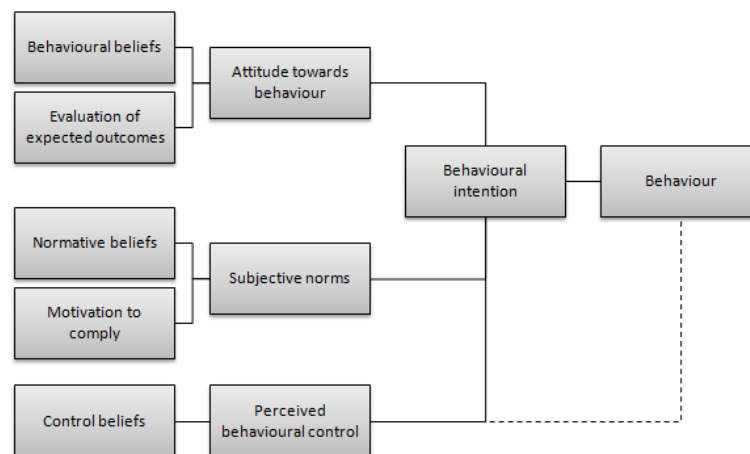 Behavioural beliefs
Evaluation of
expected outcomes
Attitude towards
behaviour
Behavioural
intention
Behaviour
Normative beliefs
Motivation to
comply
Subjective norms
Control beliefs
Perceived
behavioural control